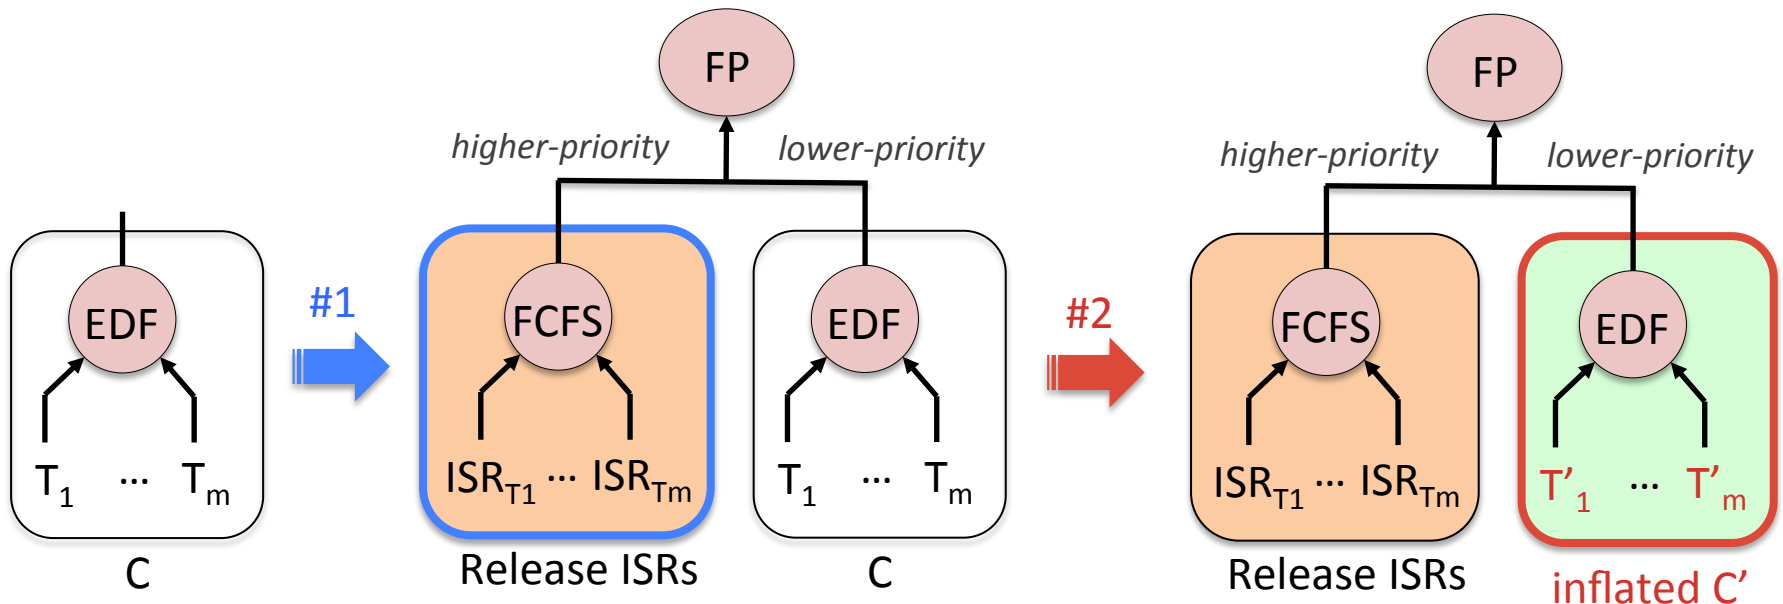 FP
FP
higher-priority
lower-priority
higher-priority
lower-priority
EDF
#1
FCFS
EDF
#2
FCFS
EDF
T1 ... Tm
ISRT1 ... ISRTm
T1 ... Tm
ISRT1 ... ISRTm
T'1 ... T'm
C
Release ISRs
C
Release ISRs
inflated C'